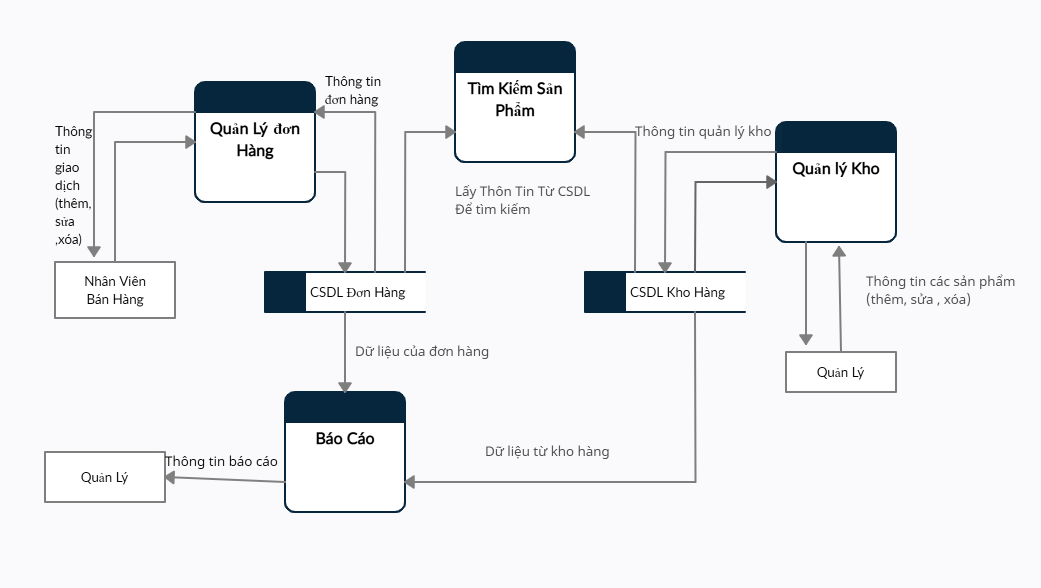 Thông tin
đơn hàng
Tìm Kiếm Sản
Phẩm
Thông
tin
giao
dịch
(thêm,
sửa
,xóa)
Quản Lý đơn
Hàng
Thông tin quản lý kho
Quản lý Kho
Lấy Thôn Tin Từ CSDL
Để tìm kiếm
Nhân Viên
Bán Hàng
CSDL Đơn Hàng
CSDL Kho Hàng
Thông tin các sản phẩm
(thêm, sửa , xóa)
Dữ liệu của đơn hàng
Quản Lý
Báo Cáo
Dữ liệu từ kho hàng
Thông tin báo cáo
Quản Lý